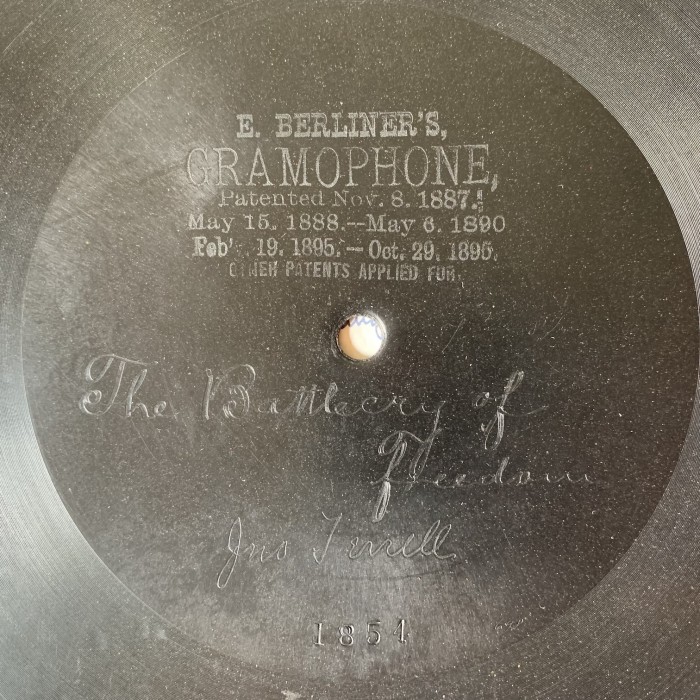 E. BERLINER'S,
GRAMOPHONE,
Patented Nov. 8. 1887.
May 15. 1888.--May 6. 1890
Feb'. 19. 1895.--Oct. 29. 1895.
OTHER PATENTS APPLIED FOR.
The Battlecry of
Freedom
Jno Terrell
1854